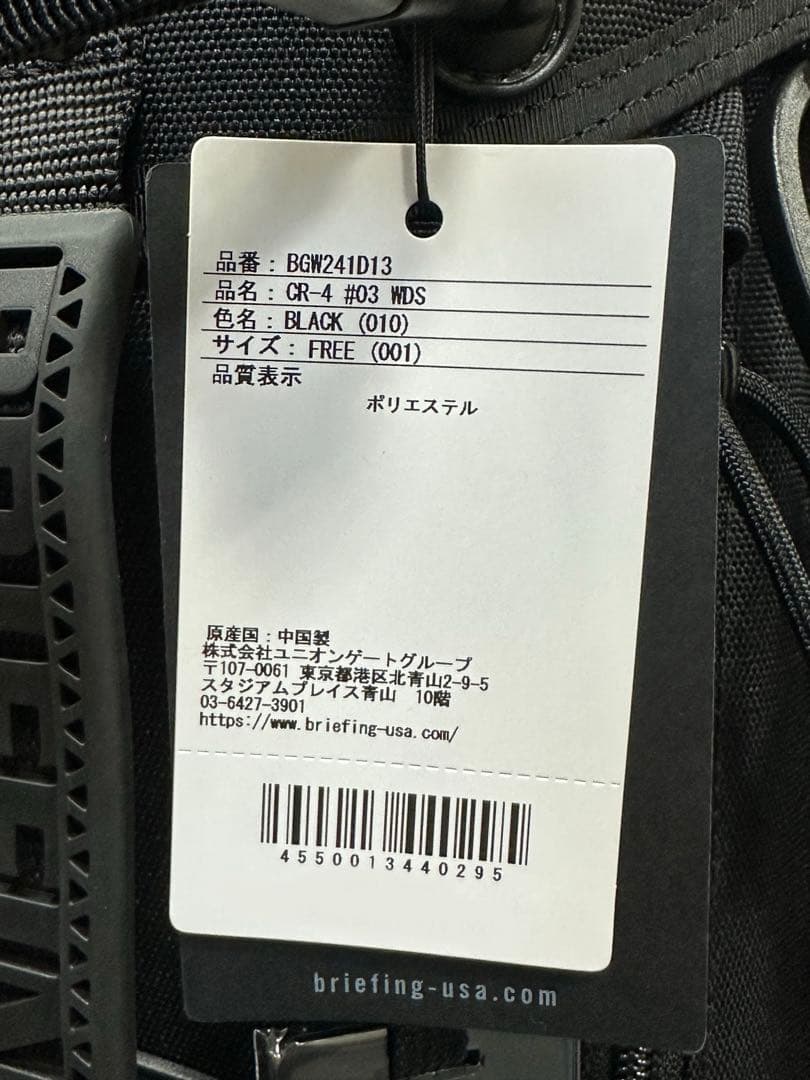 品番：BGW241D13
品名：CR-4 #03 WDS
色名：BLACK (010)
サイズ：FREE (001)
品質表示
ポリエステル
原産国：中国製
株式会社ユニオンゲートグループ
〒107-0061 東京都港区北青山2-9-5
スタジアムプレイス青山　10階
03-6427-3901
https://www.briefing-usa.com/
4550013440295
briefing-usa.com